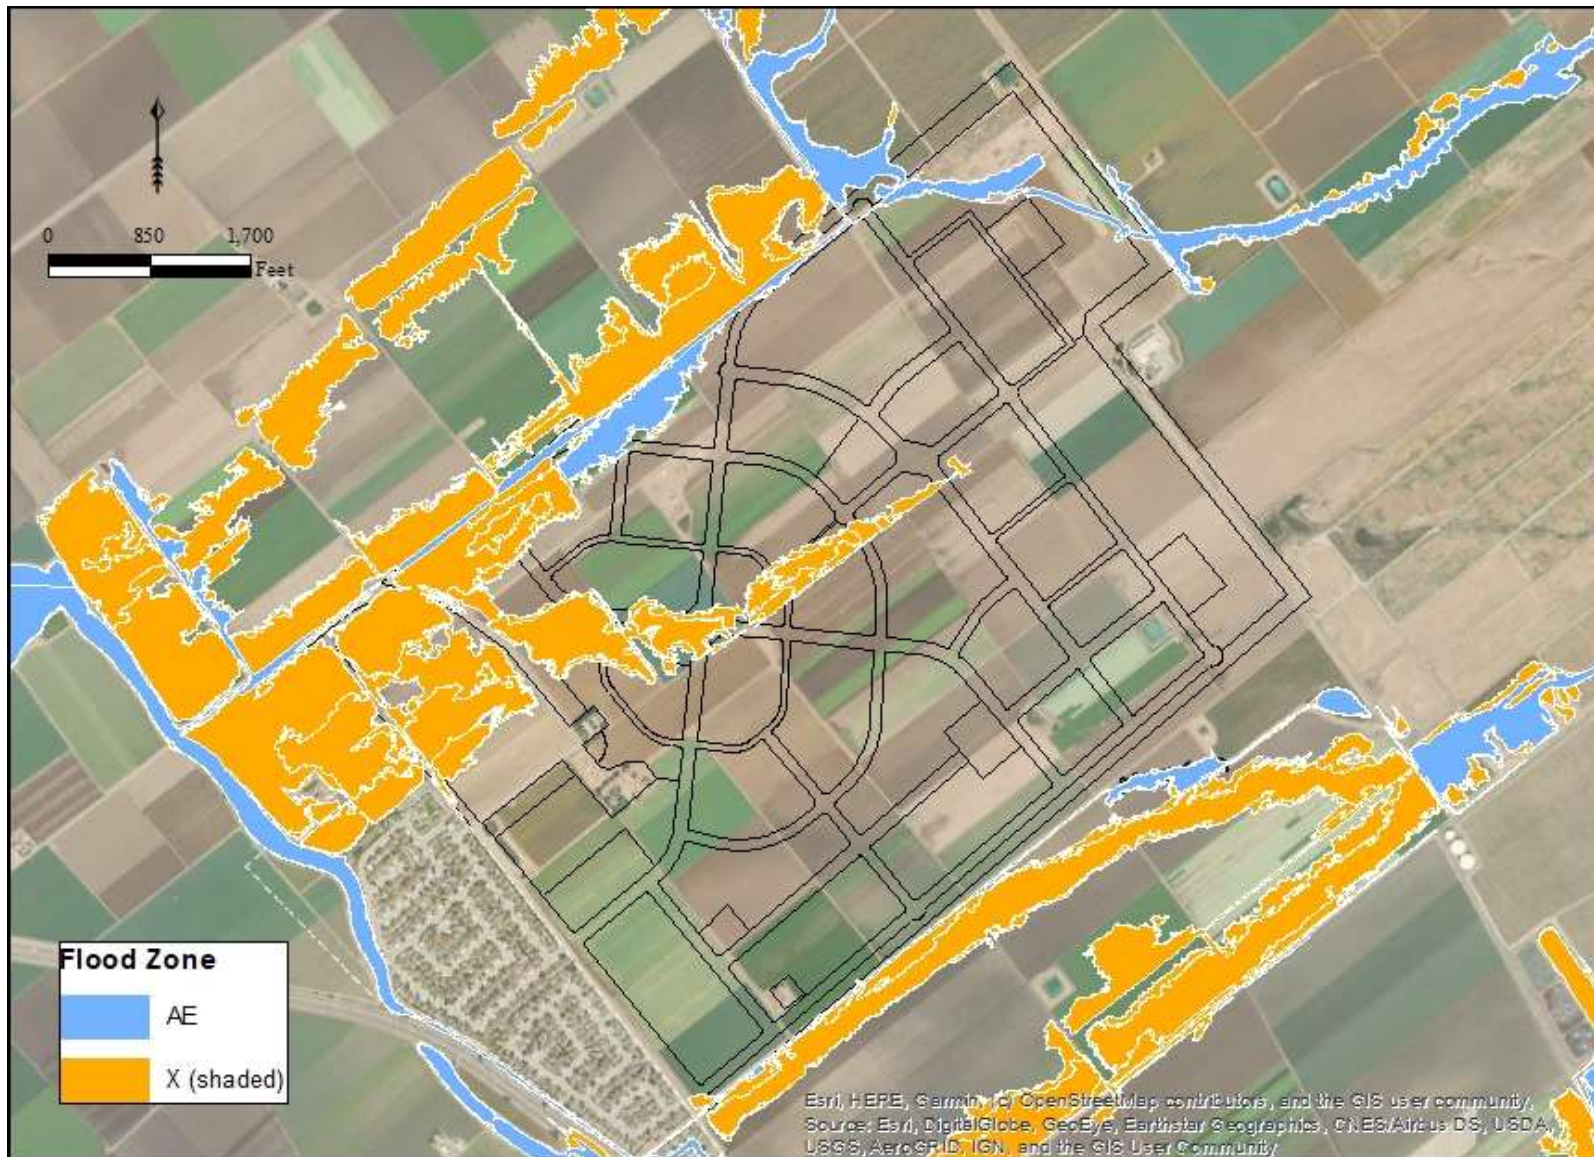 0 850 1,700
Feet
Flood Zone
AE
X (shaded)
Esri, HERE, Garmin, (c) OpenStreetMap contributors, and the GIS user community,
Source: Esri, DigitalGlobe, GeoEye, Earthstar Geographics, CNES/Airbus DS, USDA,
USGS, AeroGRID, IGN, and the GIS User Community